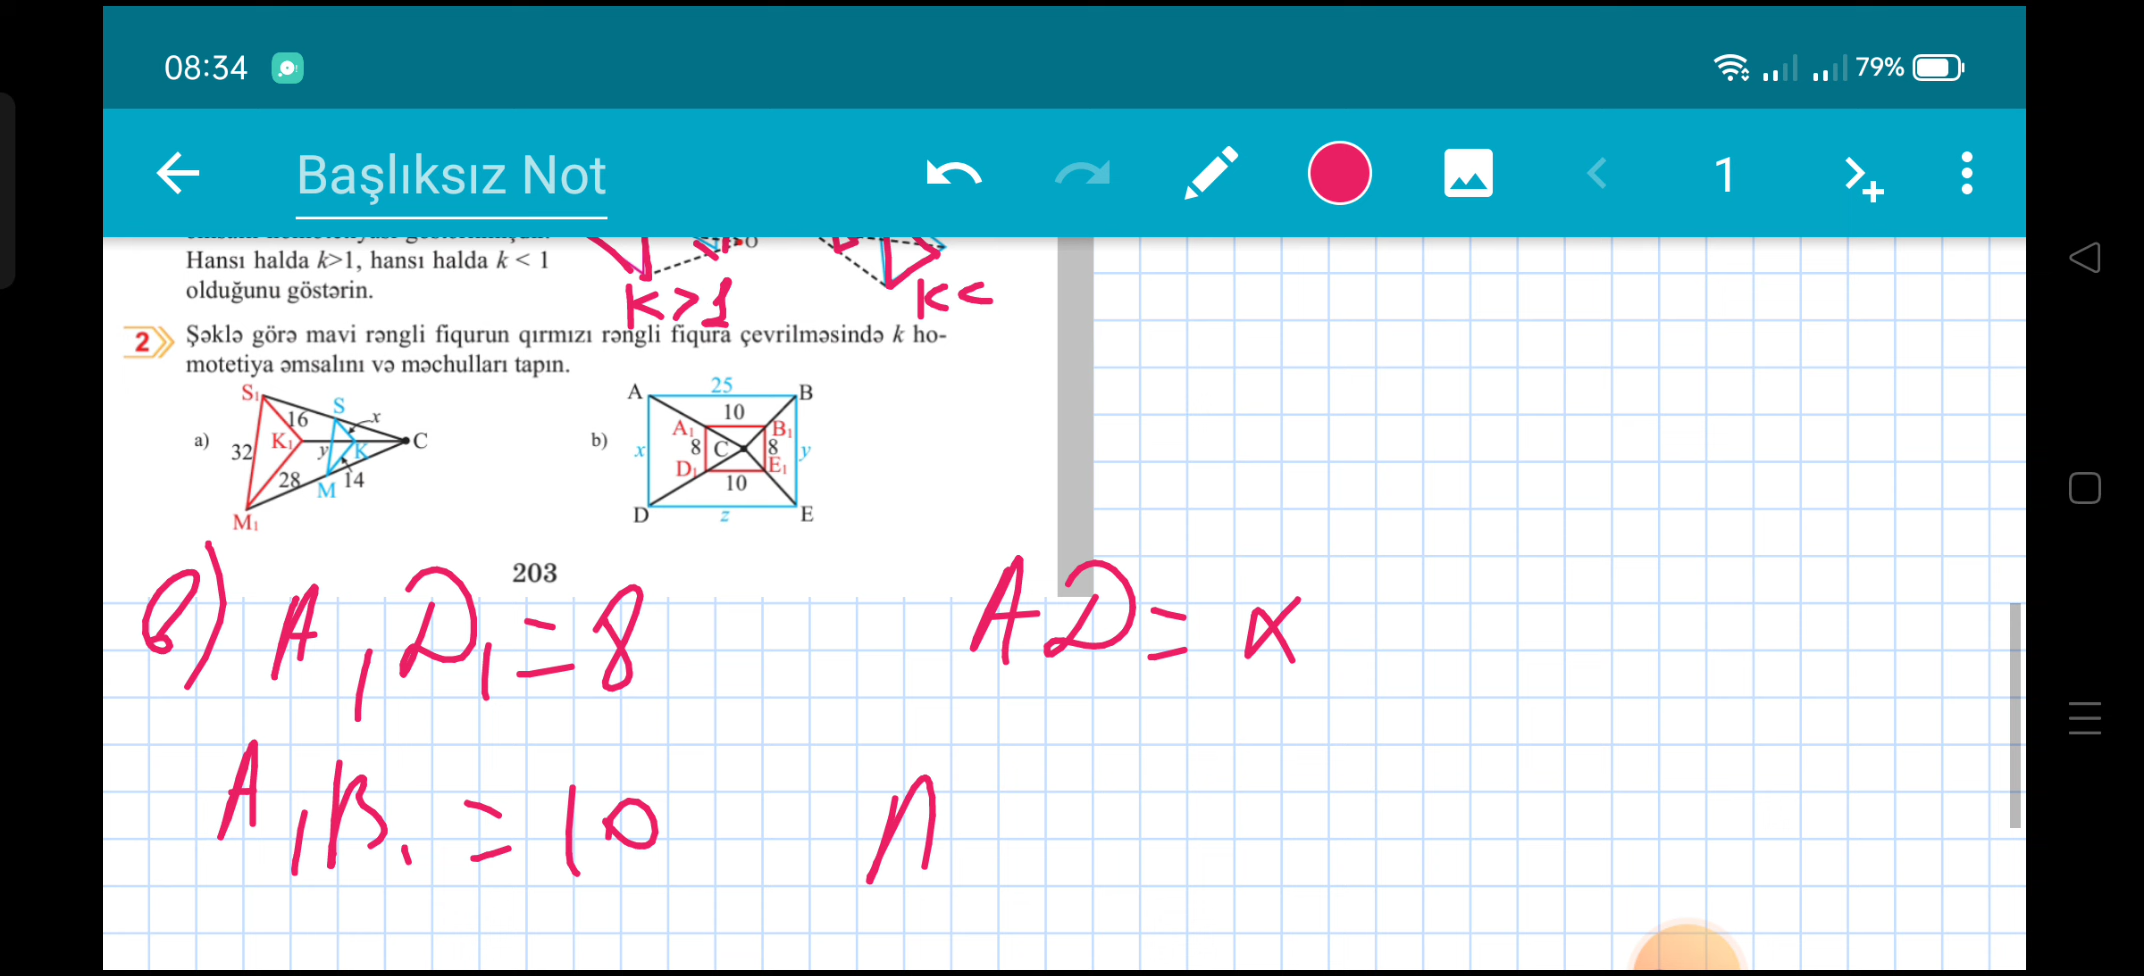 08:34
79%
Başlıksız Not
1
Hansı halda k>1, hansı halda k < 1
olduğunu göstərin.
O
K>1
K<
2 Şəklə görə mavi rəngli fiqurun qırmızı rəngli fiqura çevrilməsində k ho-
motetiya əmsalını və məchulları tapın.
a)
S₁
16
S
x
32
K₁
y
K
C
28
M
14
M₁
b)
A
25
B
10
A₁
B₁
x
8
C
8
y
D₁
E₁
10
D
z
E
203
B) A₁D₁=8
AD=x
A₁B₁=10
A